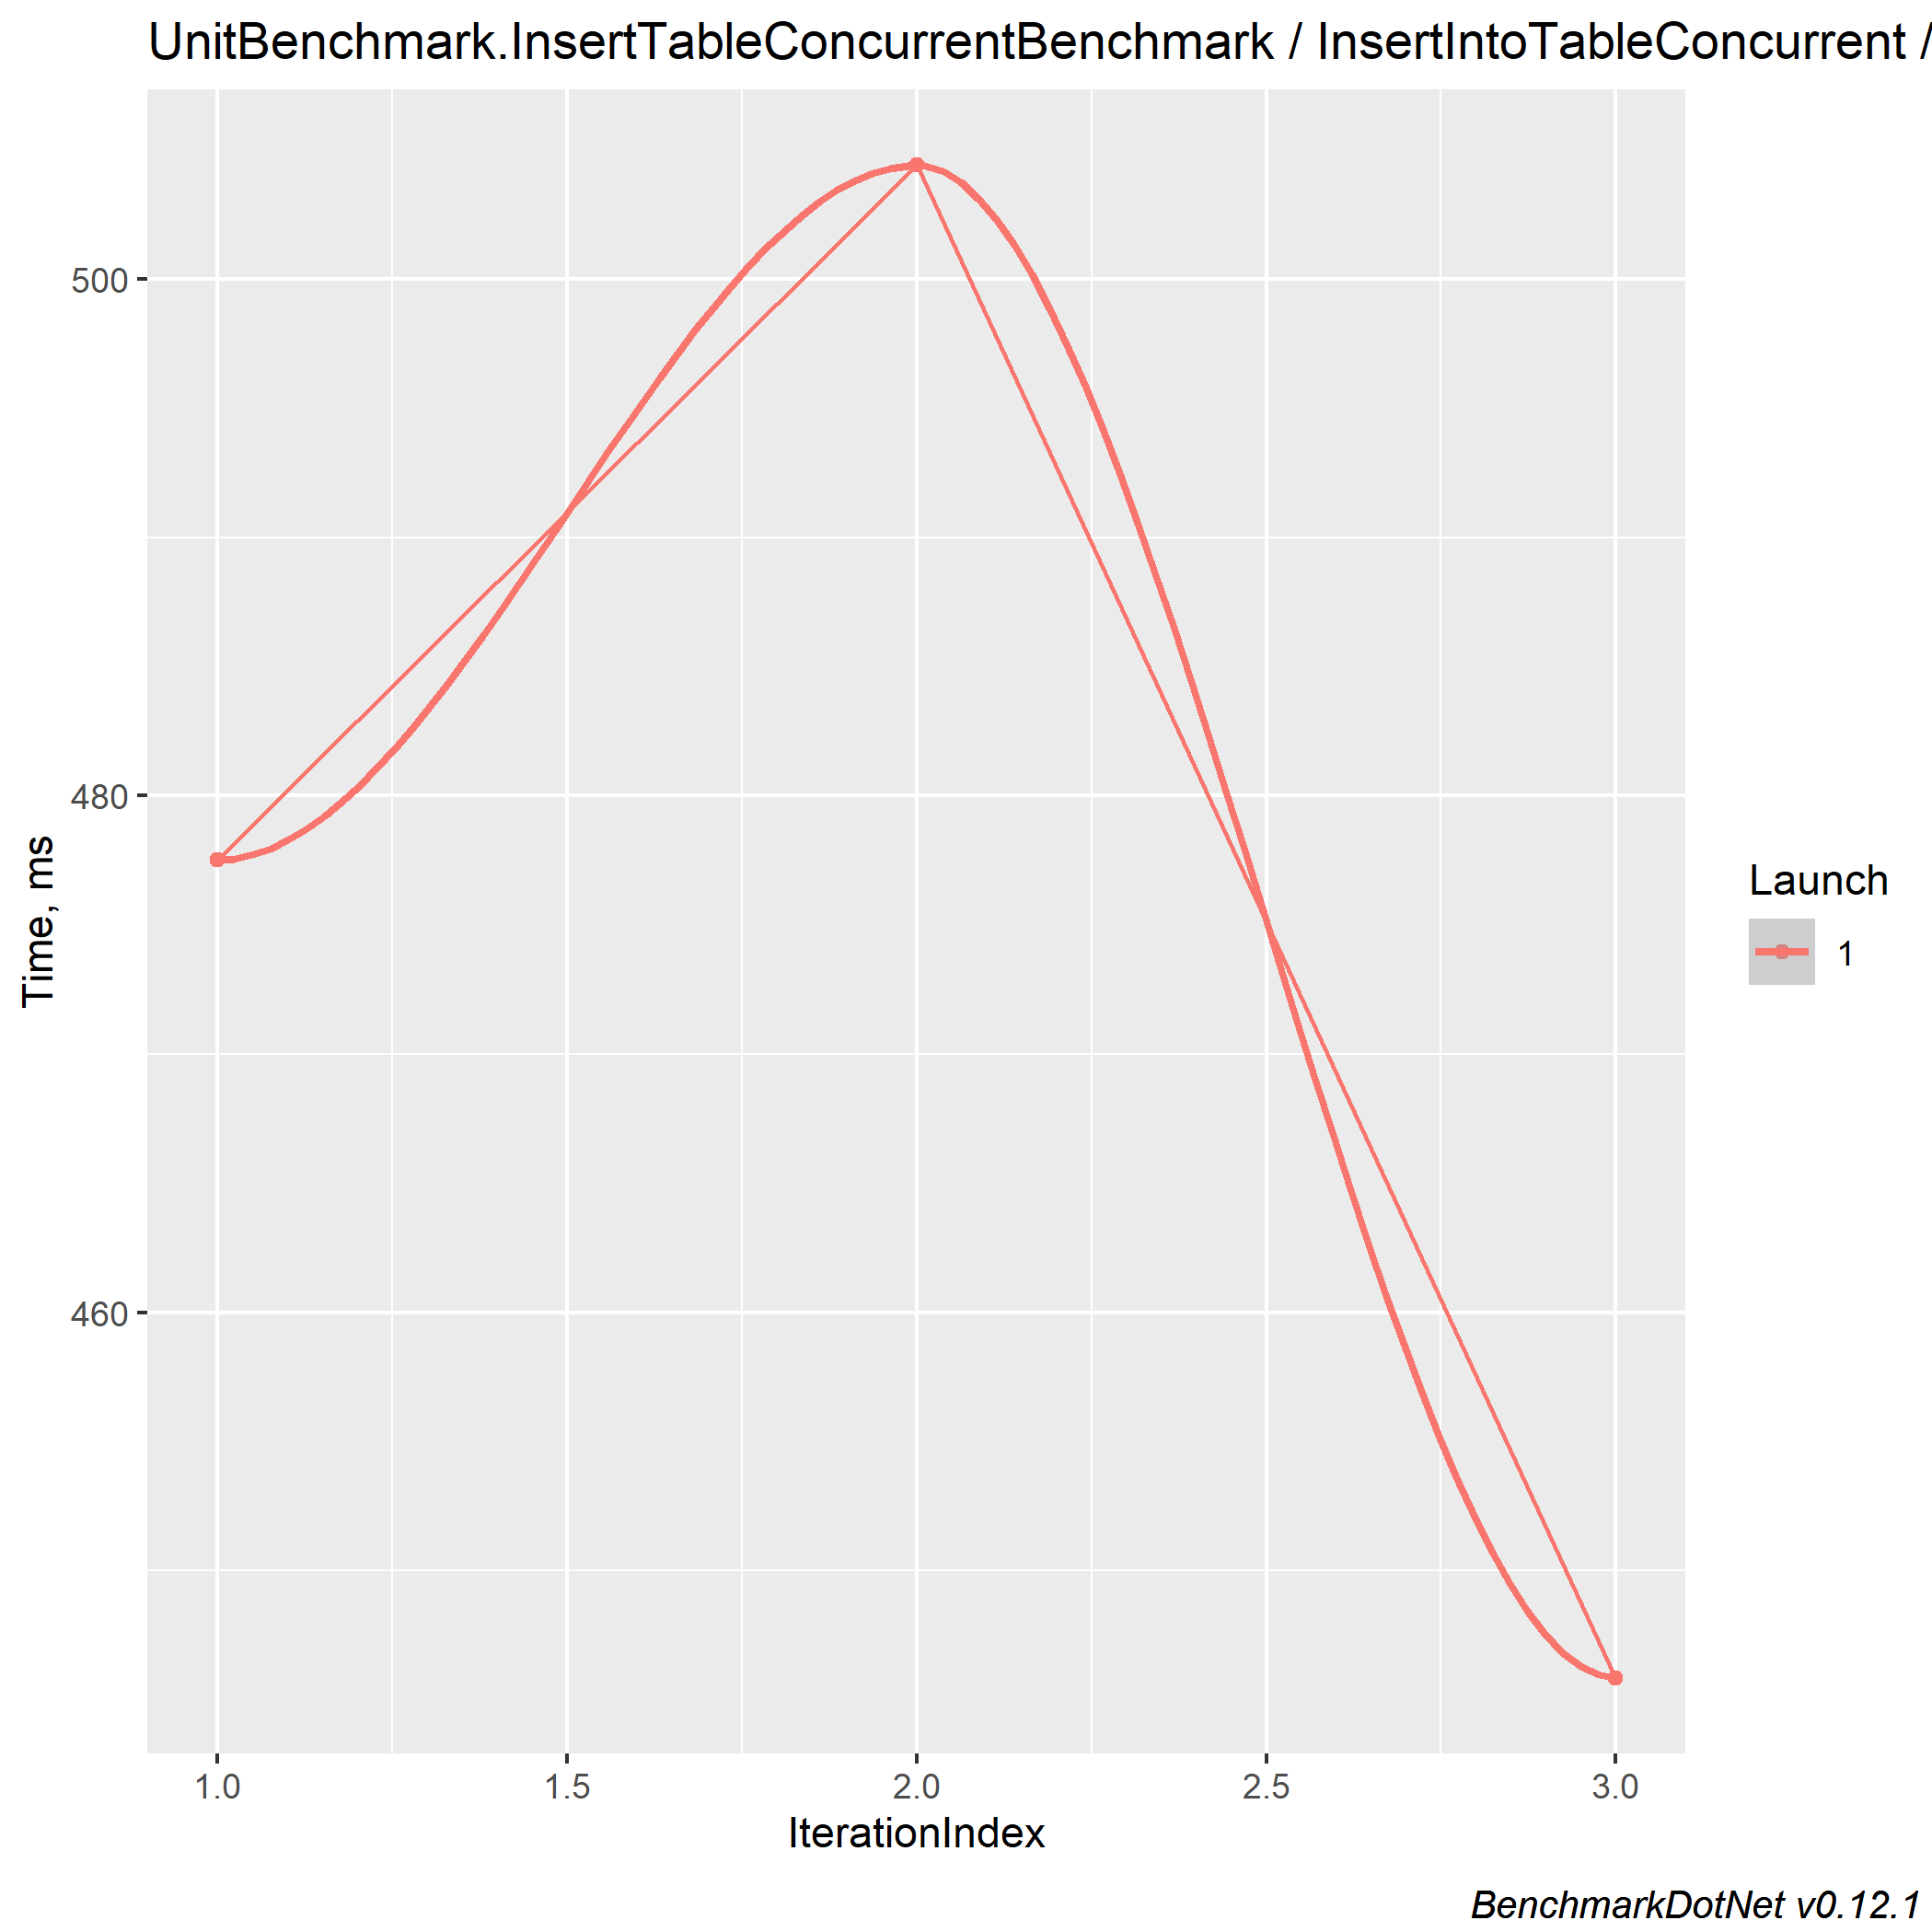 UnitBenchmark.InsertTableConcurrentBenchmark / InsertIntoTableConcurrent /
500
480
460
Time, ms
1.0 1.5 2.0 2.5 3.0
IterationIndex
Launch
1
BenchmarkDotNet v0.12.1